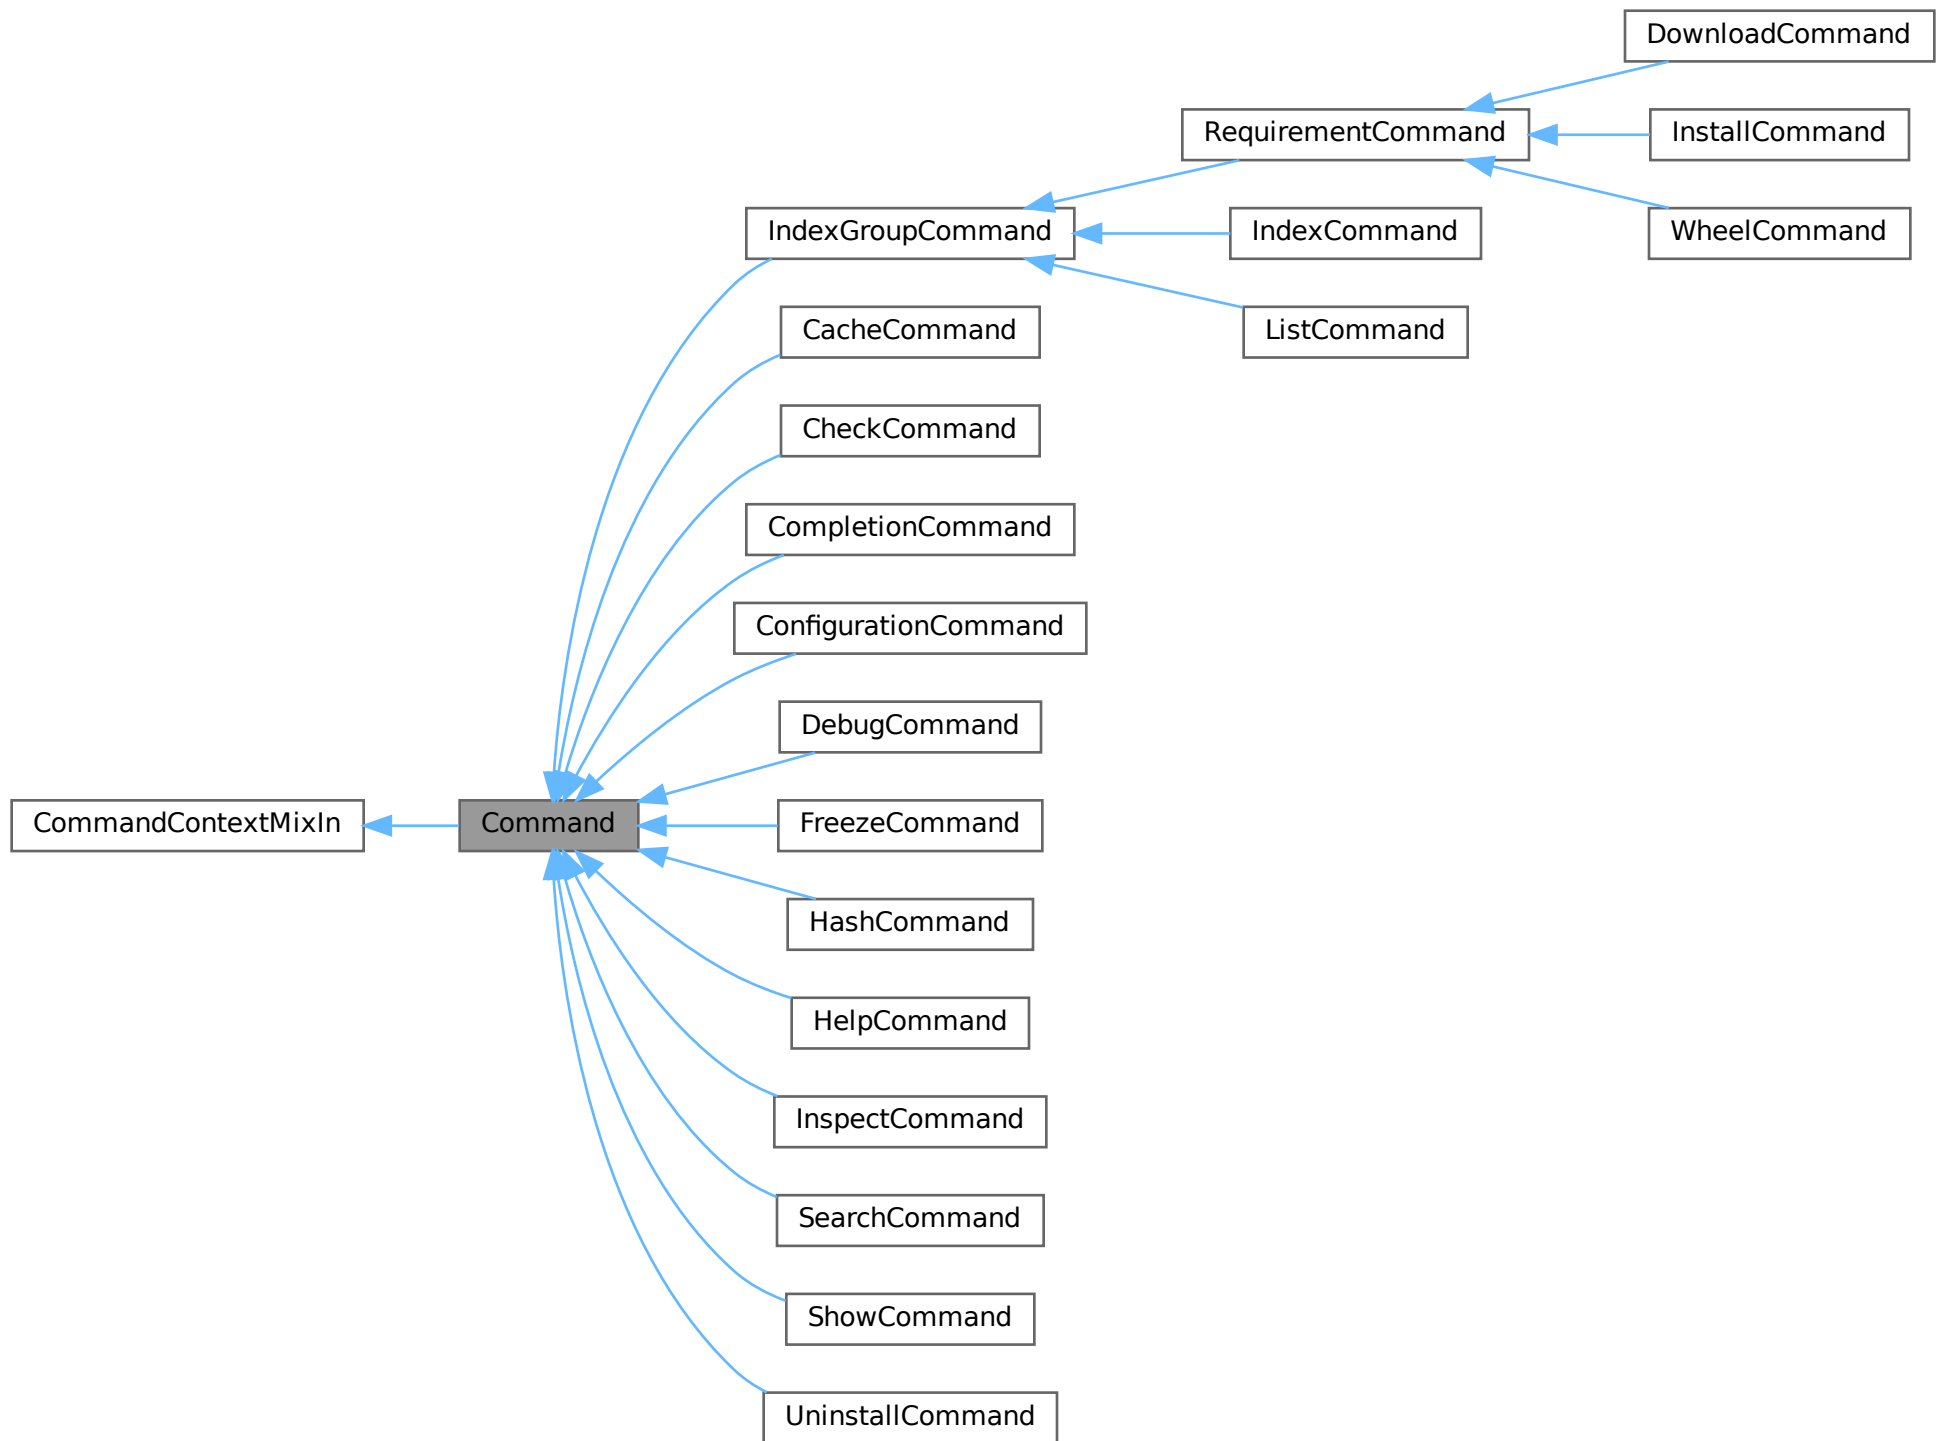 DownloadCommand
RequirementCommand
InstallCommand
IndexGroupCommand
IndexCommand
WheelCommand
CacheCommand
ListCommand
CheckCommand
CompletionCommand
ConfigurationCommand
DebugCommand
CommandContextMixIn
Command
FreezeCommand
HashCommand
HelpCommand
InspectCommand
SearchCommand
ShowCommand
UninstallCommand